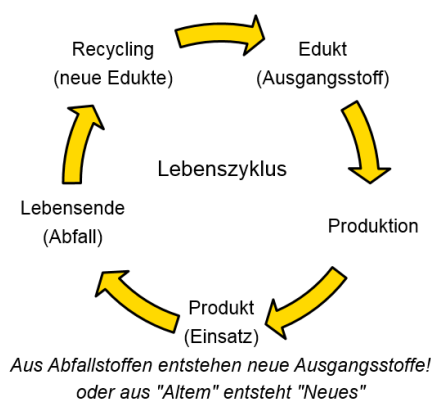 Recycling
(neue Edukte)
Edukt
(Ausgangsstoff)
Lebenszyklus
Lebensende
(Abfall)
Produktion
Produkt
(Einsatz)
Aus Abfallstoffen entstehen neue Ausgangsstoffe!
oder aus "Altem" entsteht "Neues"